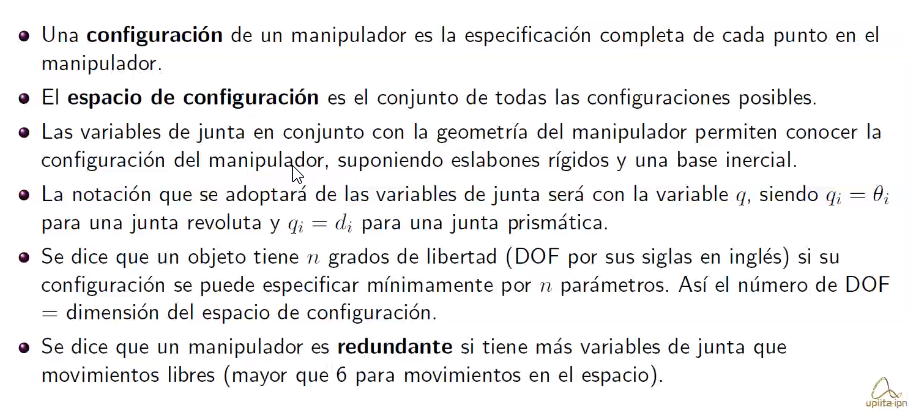 Una configuración de un manipulador es la especificación completa de cada punto en el
manipulador.
El espacio de configuración es el conjunto de todas las configuraciones posibles.
Las variables de junta en conjunto con la geometría del manipulador permiten conocer la
configuración del manipulador, suponiendo eslabones rígidos y una base inercial.
La notación que se adoptará de las variables de junta será con la variable q, siendo qᵢ = θᵢ
para una junta revoluta y qᵢ = dᵢ para una junta prismática.
Se dice que un objeto tiene n grados de libertad (DOF por sus siglas en inglés) si su
configuración se puede especificar mínimamente por n parámetros. Así el número de DOF
= dimensión del espacio de configuración.
Se dice que un manipulador es redundante si tiene más variables de junta que
movimientos libres (mayor que 6 para movimientos en el espacio).
upiita-ipn